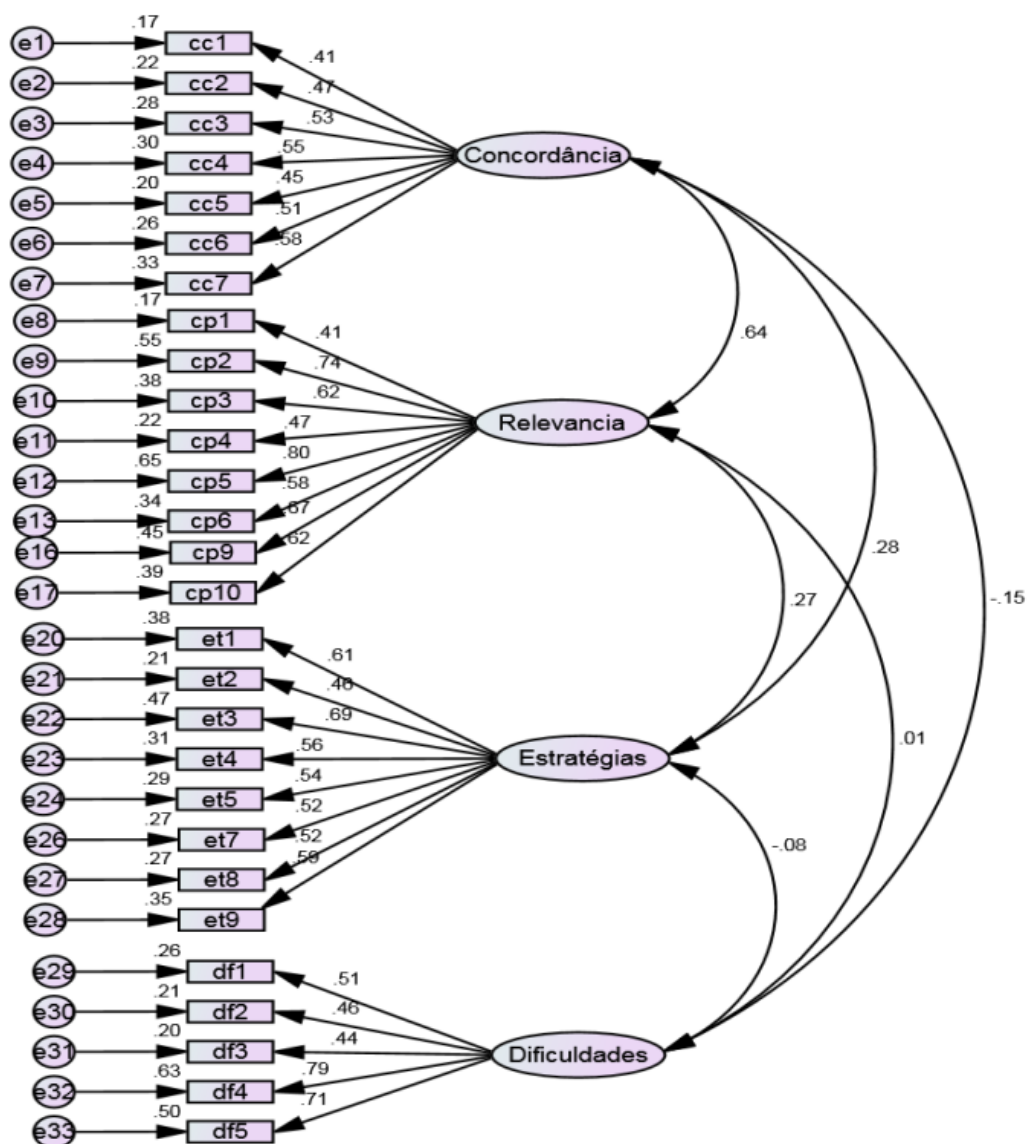 .17
e1 cc1 .41
.22
e2 cc2 .47
.28
e3 cc3 .53
.30
e4 cc4 .55 Concordância
.20
e5 cc5 .45
.26
e6 cc6 .51
.58
.33
e7 cc7
.17
e8 cp1 .41 .64
.55
e9 cp2 .74
.38
e10 cp3 .62
.22
e11 cp4 .47 Relevancia
.65
e12 cp5 .80
.34
e13 cp6 .58
.45
e16 cp9 .67
.62 .28
.39
e17 cp10 .27 -.15
.38
e20 et1 .61
.21
e21 et2 .46
.47
e22 et3 .69
.31
e23 et4 .56 Estratégias .01
.29
e24 et5 .54
.27
e26 et7 .52
.27
e27 et8 .52 -.08
.59
.35
e28 et9
.26
e29 df1 .51
.21
e30 df2 .46
.20
e31 df3 .44 Dificuldades
.63
e32 df4 .79
.50
e33 df5 .71